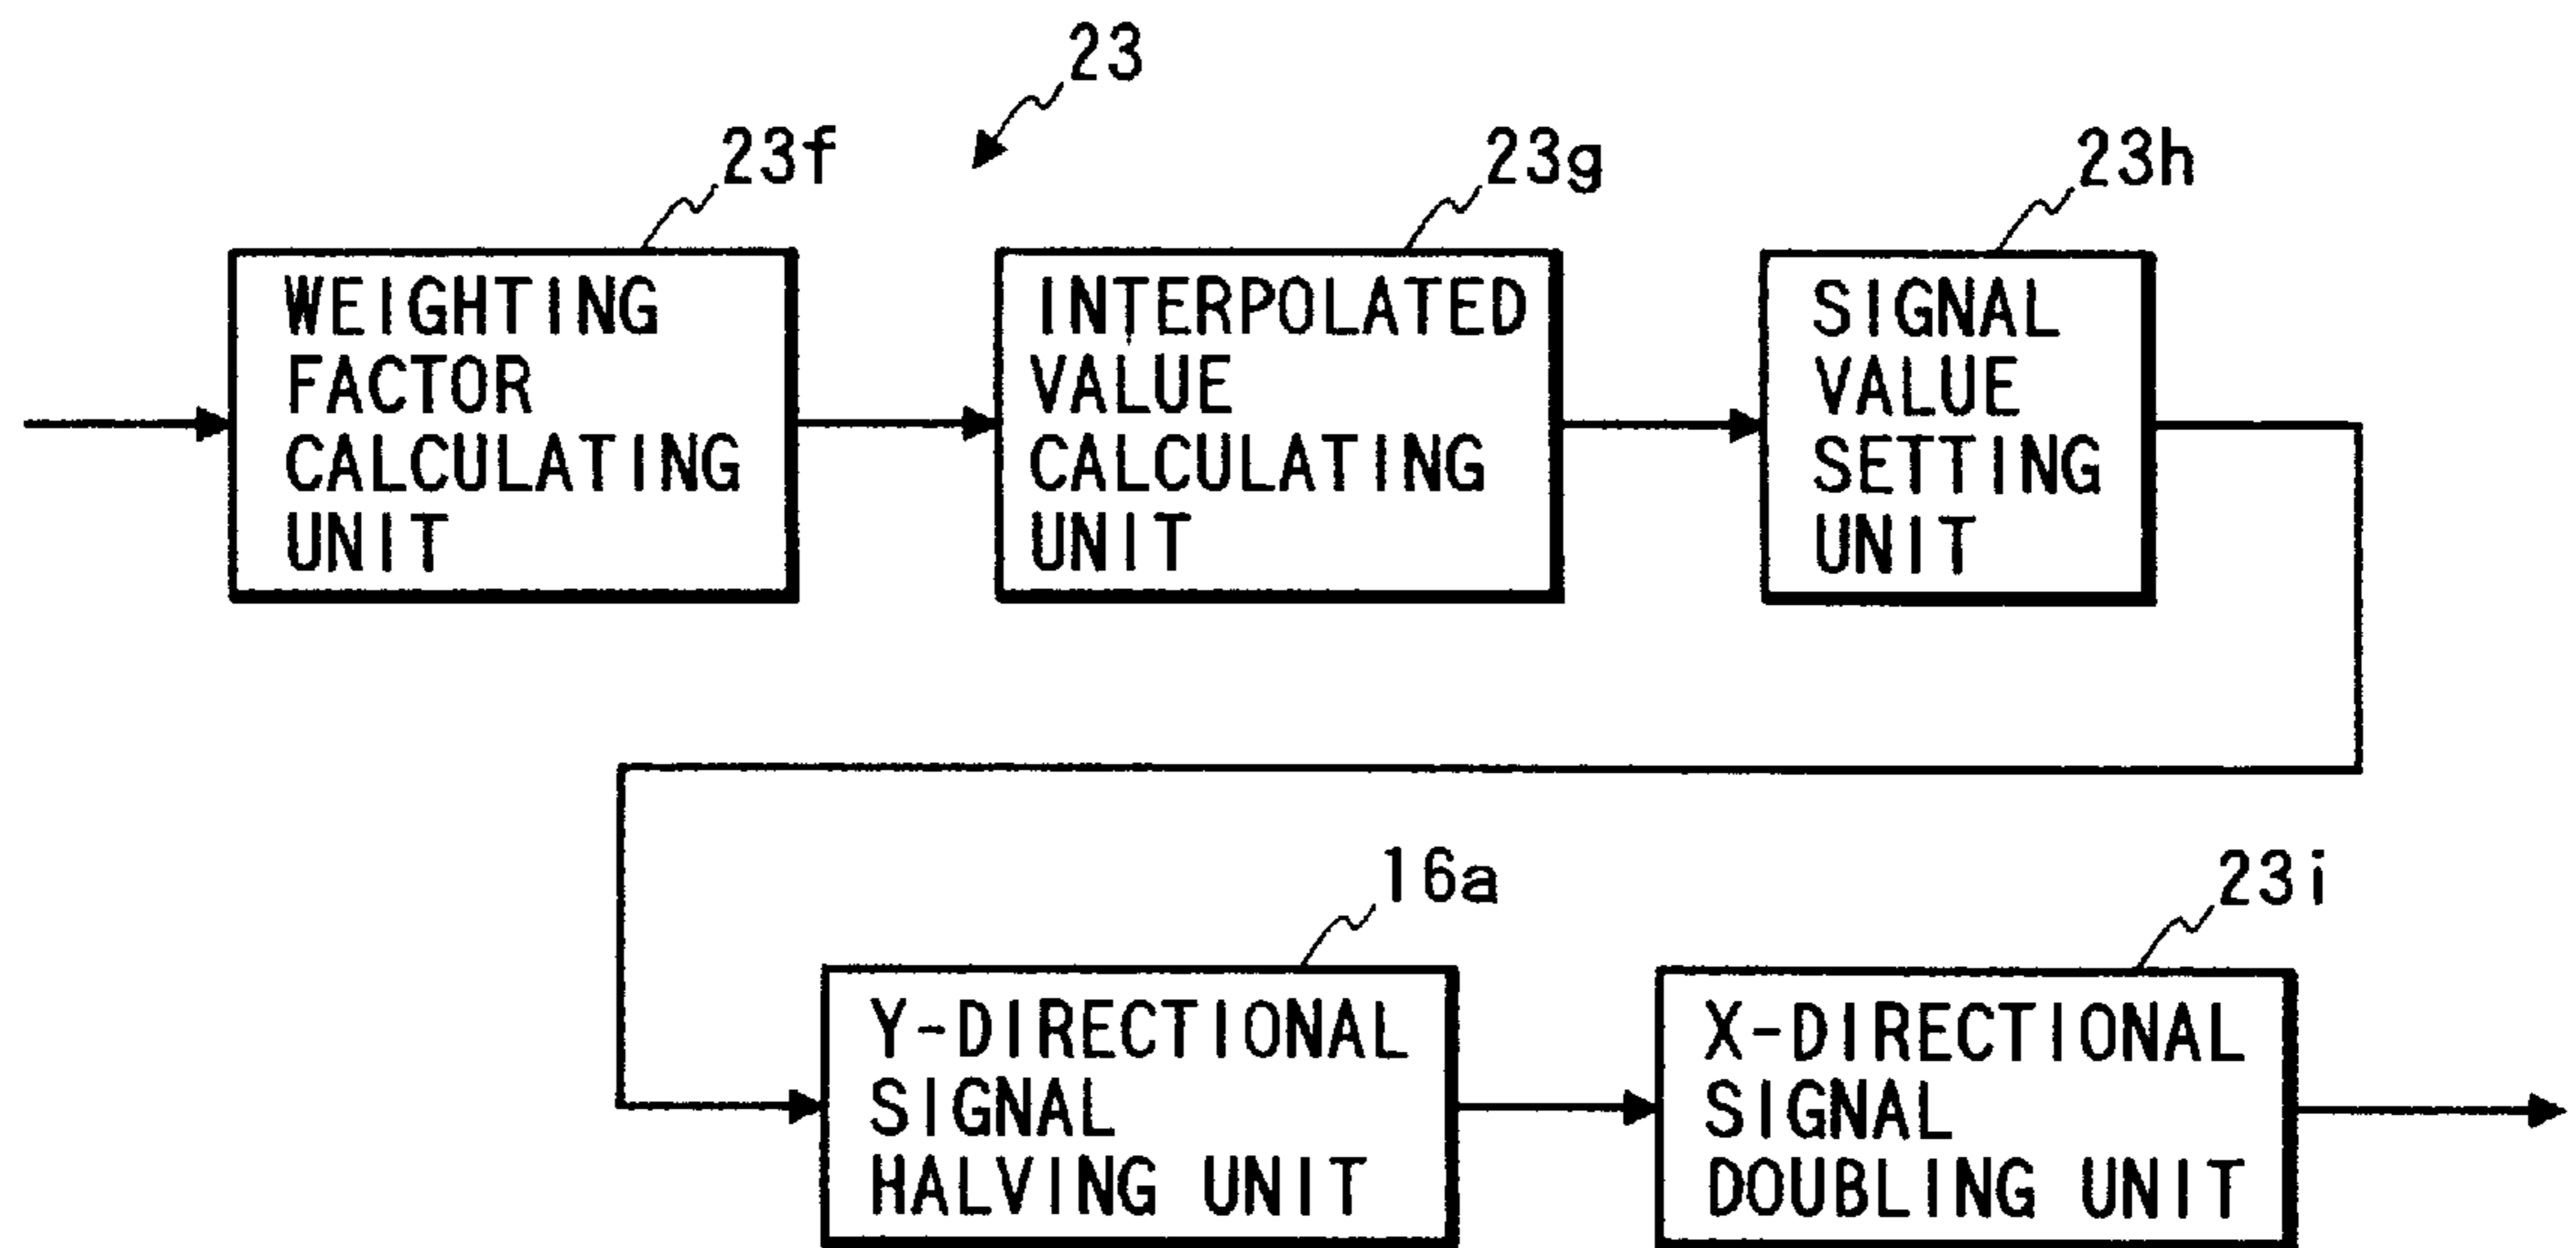 23
23f
23g
23h
WEIGHTING
FACTOR
CALCULATING
UNIT
INTERPOLATED
VALUE
CALCULATING
UNIT
SIGNAL
VALUE
SETTING
UNIT
16a
23i
Y-DIRECTIONAL
SIGNAL
HALVING UNIT
X-DIRECTIONAL
SIGNAL
DOUBLING UNIT